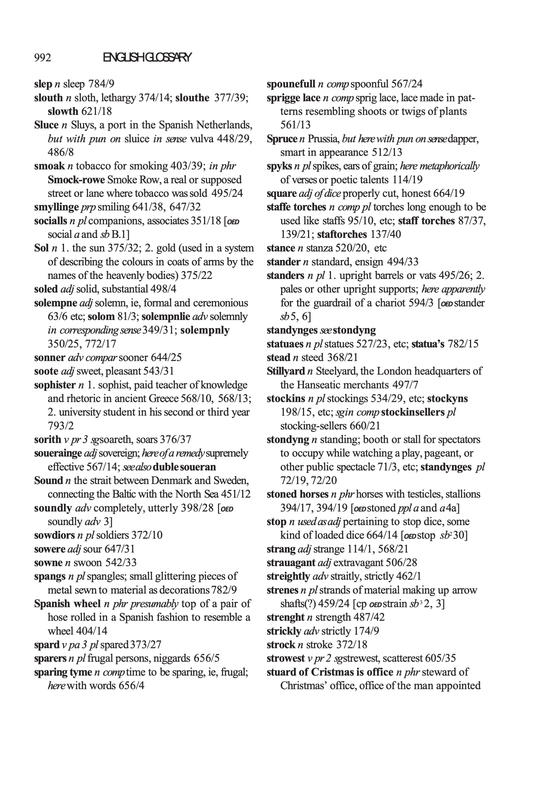 992 ENGLISH GLOSSARY
slep n sleep 784/9
slouth n sloth, lethargy 374/14; slouthe 377/39;
slowth 621/18
Sluce n Sluys, a port in the Spanish Netherlands,
but with pun on sluice in sense vulva 448/29,
486/8
smoak n tobacco for smoking 403/39; in phr
Smock-rowe Smoke Row, a real or supposed
street or lane where tobacco was sold 495/24
smyllinge prp smiling 641/38, 647/32
socialls n pl companions, associates 351/18 [OED
social a and sb B.1]
Sol n 1. the sun 375/32; 2. gold (used in a system
of describing the colours in coats of arms by the
names of the heavenly bodies) 375/22
soled adj solid, substantial 498/4
solempne adj solemn, ie, formal and ceremonious
63/6 etc; solom 81/3; solempnlie adv solemnly
in corresponding sense 349/31; solempnly
350/25, 772/17
sonner adv compar sooner 644/25
soote adj sweet, pleasant 543/31
sophister n 1. sophist, paid teacher of knowledge
and rhetoric in ancient Greece 568/10, 568/13;
2. university student in his second or third year
793/2
sorith v pr 3 sg soareth, soars 376/37
souerainge adj sovereign; here of a remedy supremely
effective 567/14; see also duble soueran
Sound n the strait between Denmark and Sweden,
connecting the Baltic with the North Sea 451/12
soundly adv completely, utterly 398/28 [OED
soundly adv 3]
sowdiors n pl soldiers 372/10
sowere adj sour 647/31
sowne n swoon 542/33
spangs n pl spangles; small glittering pieces of
metal sewn to material as decorations 782/9
Spanish wheel n phr presumably top of a pair of
hose rolled in a Spanish fashion to resemble a
wheel 404/14
spard v pa 3 pl spared 373/27
sparers n pl frugal persons, niggards 656/5
sparing tyme n comp time to be sparing, ie, frugal;
here with words 656/4
spounefull n comp spoonful 567/24
sprigge lace n comp sprig lace, lace made in pat-
terns resembling shoots or twigs of plants
561/13
Spruce n Prussia, but here with pun on sense dapper,
smart in appearance 512/13
spyks n pl spikes, ears of grain; here metaphorically
of verses or poetic talents 114/19
square adj of dice properly cut, honest 664/19
staffe torches n comp pl torches long enough to be
used like staffs 95/10, etc; staff torches 87/37,
139/21; staftorches 137/40
stance n stanza 520/20, etc
stander n standard, ensign 494/33
standers n pl 1. upright barrels or vats 495/26; 2.
pales or other upright supports; here apparently
for the guardrail of a chariot 594/3 [OED stander
sb 5, 6]
standynges see stondyng
statuaes n pl statues 527/23, etc; statua's 782/15
stead n steed 368/21
Stillyard n Steelyard, the London headquarters of
the Hanseatic merchants 497/7
stockins n pl stockings 534/29, etc; stockyns
198/15, etc; sg in comp stockinsellers pl
stocking-sellers 660/21
stondyng n standing; booth or stall for spectators
to occupy while watching a play, pageant, or
other public spectacle 71/3, etc; standynges pl
72/19, 72/20
stoned horses n phr horses with testicles, stallions
394/17, 394/19 [OED stoned ppl a and a 4a]
stop n used as adj pertaining to stop dice, some
kind of loaded dice 664/14 [OED stop sb² 30]
strang adj strange 114/1, 568/21
strauagant adj extravagant 506/28
streightly adv straitly, strictly 462/1
strenes n pl strands of material making up arrow
shafts(?) 459/24 [cp OED strain sb³ 2, 3]
strenght n strength 487/42
strickly adv strictly 174/9
strock n stroke 372/18
strowest v pr 2 sg strewest, scatterest 605/35
stuard of Cristmas is office n phr steward of
Christmas' office, office of the man appointed